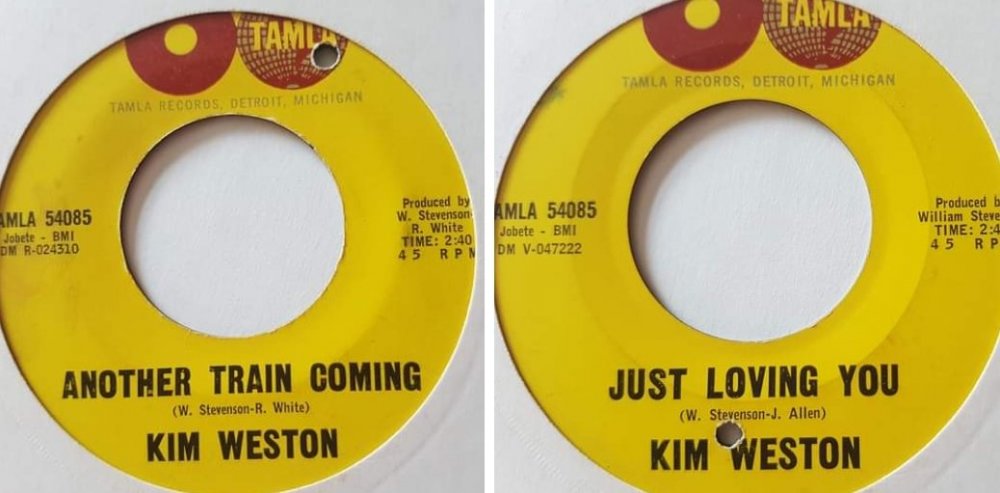 TAMLA
TAMLA RECORDS, DETROIT, MICHIGAN
AMLA 54085
Jobete - BMI
DM R-024310
Produced by
W. Stevenson
R. White
TIME: 2:40
45 RPM
ANOTHER TRAIN COMING
(W. Stevenson-R. White)
KIM WESTON
TAMLA
TAMLA RECORDS, DETROIT, MICHIGAN
AMLA 54085
Jobete - BMI
DM V-047222
Produced b
William Steve
TIME: 2:4
45 RP
JUST LOVING YOU
(W. Stevenson-J. Allen)
KIM WESTON